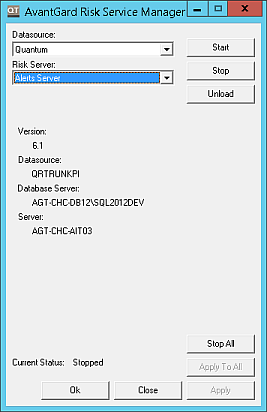 QT AvantGard Risk Service Manager
Datasource:
Quantum
Start
Risk Server:
Alerts Server
Stop
Unload
Version:
6.1
Datasource:
QRTRUNKPI
Database Server:
AGT-CHC-DB12\SQL2012DEV
Server:
AGT-CHC-AIT03
Stop All
Current Status: Stopped
Apply To All
Ok
Close
Apply